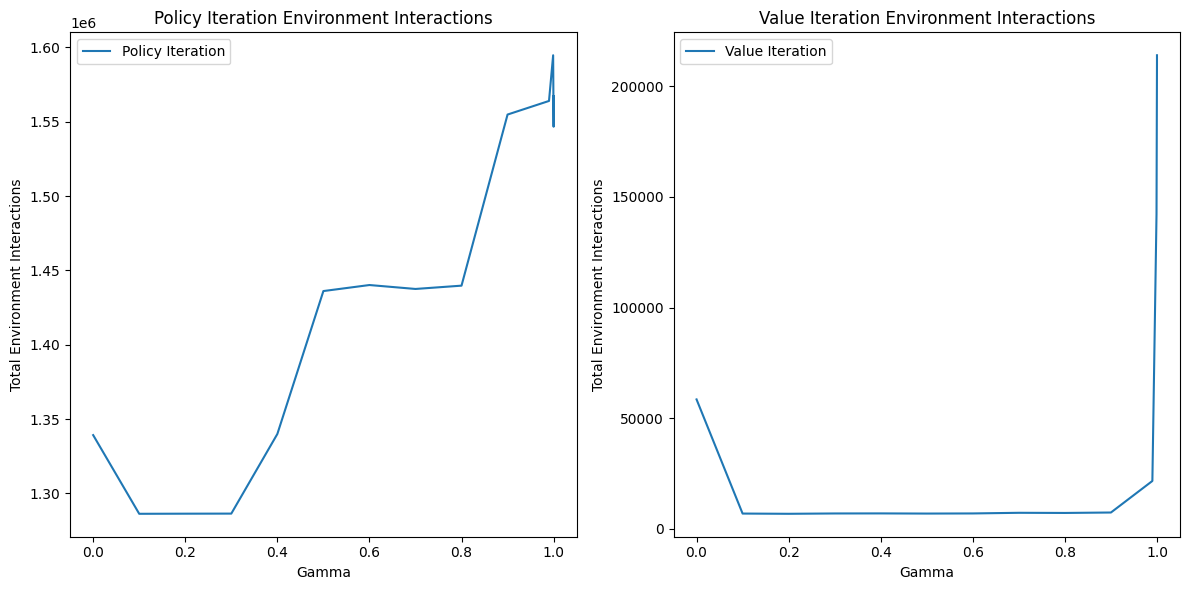 Policy Iteration Environment Interactions
1e6
Policy Iteration
1.60
1.55
1.50
1.45
1.40
1.35
1.30
Total Environment Interactions
0.0 0.2 0.4 0.6 0.8 1.0
Gamma
Value Iteration Environment Interactions
Value Iteration
200000
150000
100000
50000
0
Total Environment Interactions
0.0 0.2 0.4 0.6 0.8 1.0
Gamma